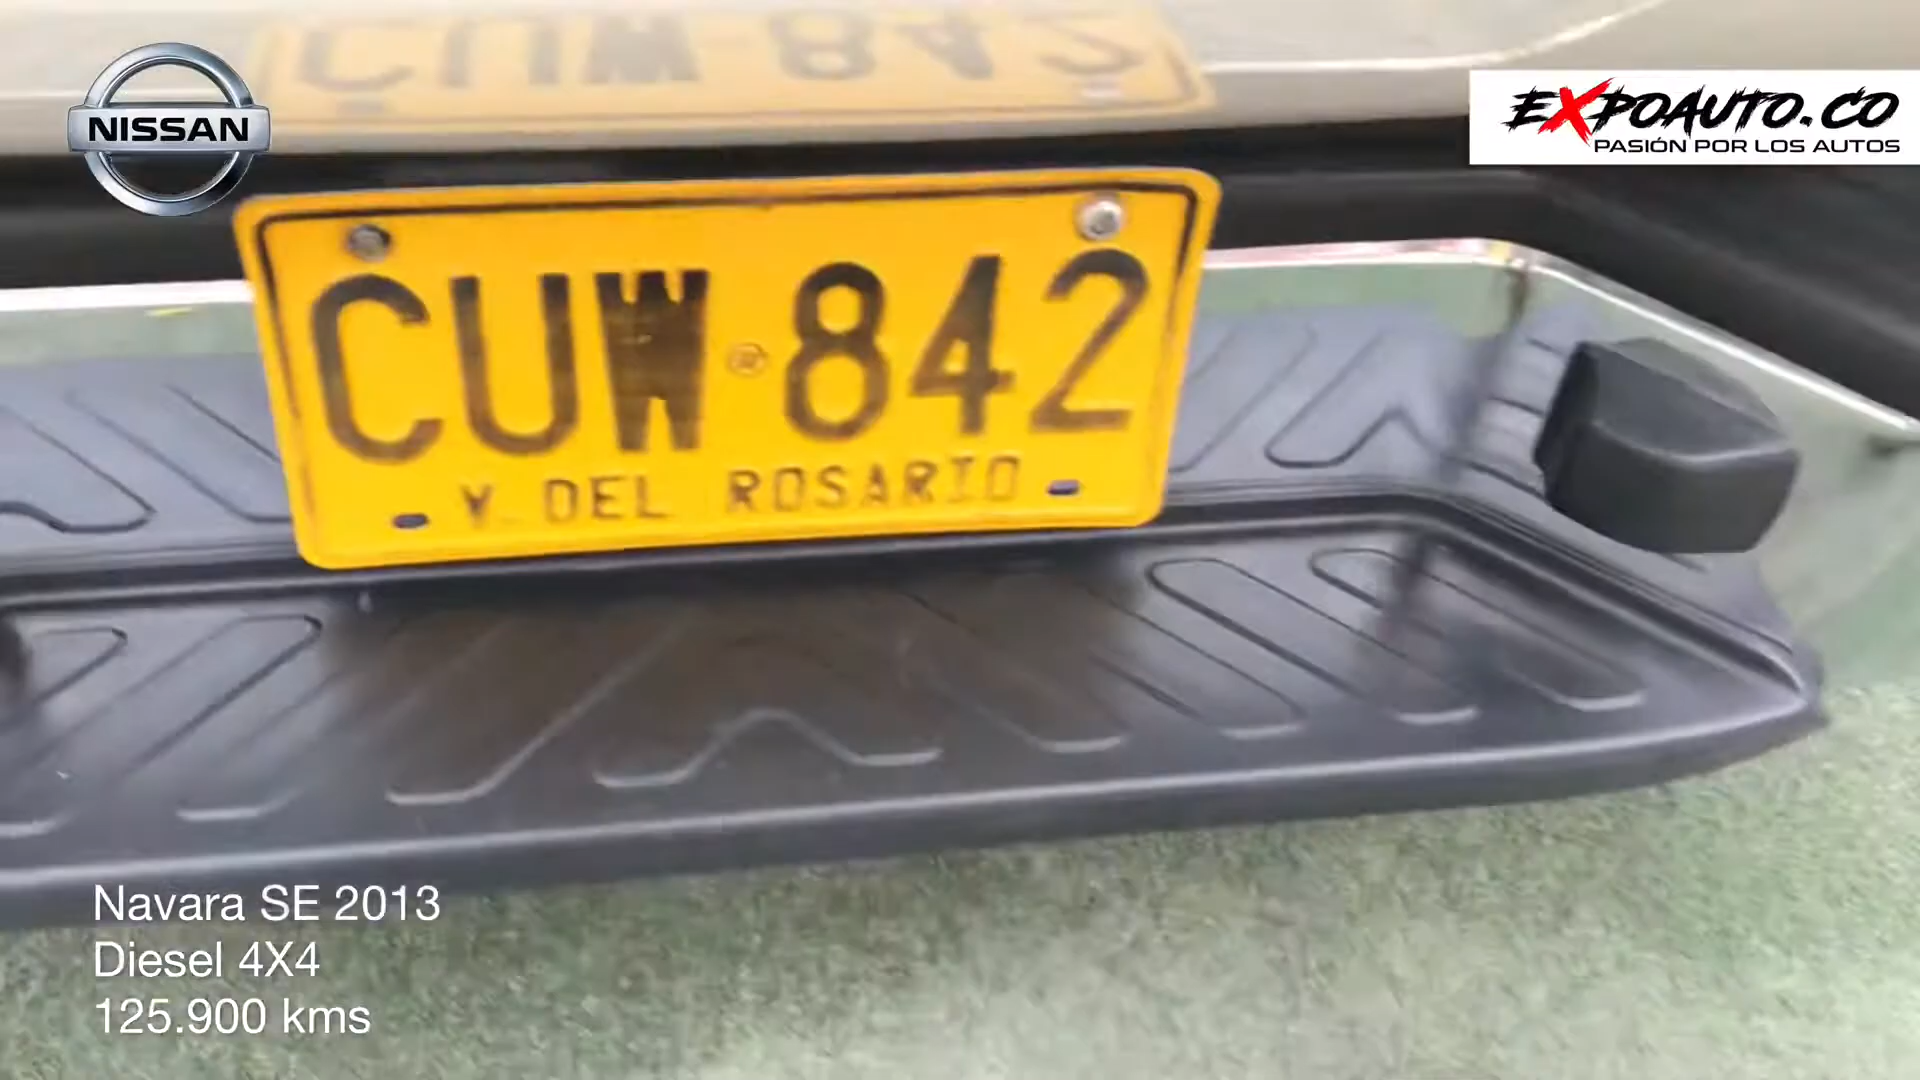 NISSAN
EXPOAUTO.CO
PASIÓN POR LOS AUTOS
CUW 842
V. DEL ROSARIO
Navara SE 2013
Diesel 4X4
125.900 kms